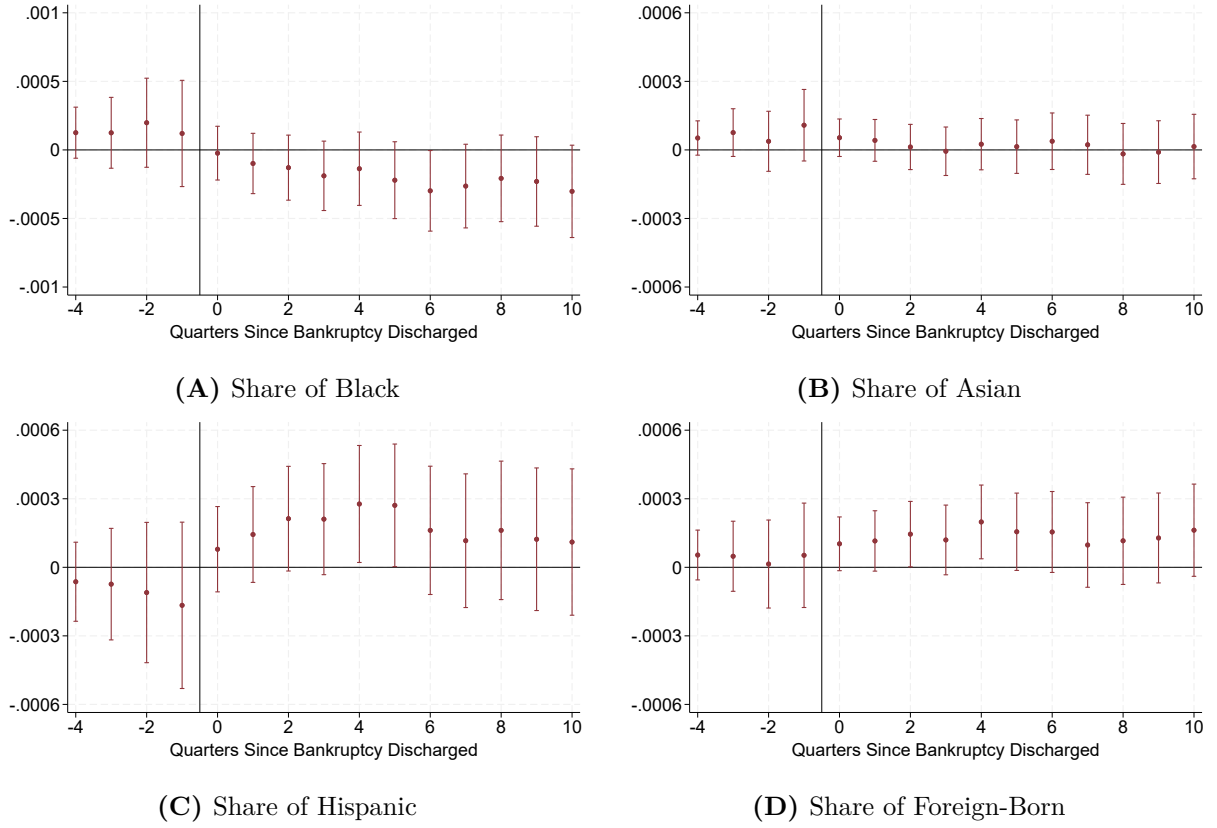 .001
.0005
0
-.0005
-.001
-4 -2 0 2 4 6 8 10
Quarters Since Bankruptcy Discharged
(A) Share of Black
.0006
.0003
0
-.0003
-.0006
-4 -2 0 2 4 6 8 10
Quarters Since Bankruptcy Discharged
(B) Share of Asian
.0006
.0003
0
-.0003
-.0006
-4 -2 0 2 4 6 8 10
Quarters Since Bankruptcy Discharged
(C) Share of Hispanic
.0006
.0003
0
-.0003
-.0006
-4 -2 0 2 4 6 8 10
Quarters Since Bankruptcy Discharged
(D) Share of Foreign-Born